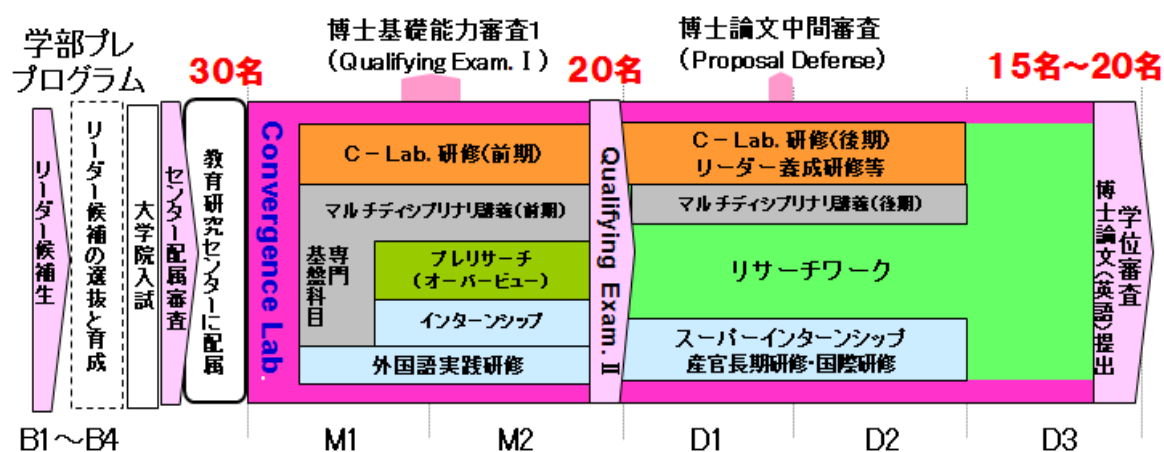 学部プレ
プログラム
30名
博士基礎能力審査1
(Qualifying Exam. I)
20名
博士論文中間審査
(Proposal Defense)
15名～20名
リーダー候補生
リーダー候補の選抜と育成
大学院入試
センター配属審査
教育研究センターに配属
Convergence Lab.
C－Lab. 研修(前期)
マルチディシプリナリ講義(前期)
専門
基盤科目
プレリサーチ
(オーバービュー)
インターンシップ
外国語実践研修
Qualifying Exam. Ⅱ
C－Lab. 研修(後期)
リーダー養成研修等
マルチディシプリナリ講義(後期)
リサーチワーク
スーパーインターンシップ
産官長期研修・国際研修
学位審査
博士論文(英語)提出
B1～B4
M1
M2
D1
D2
D3